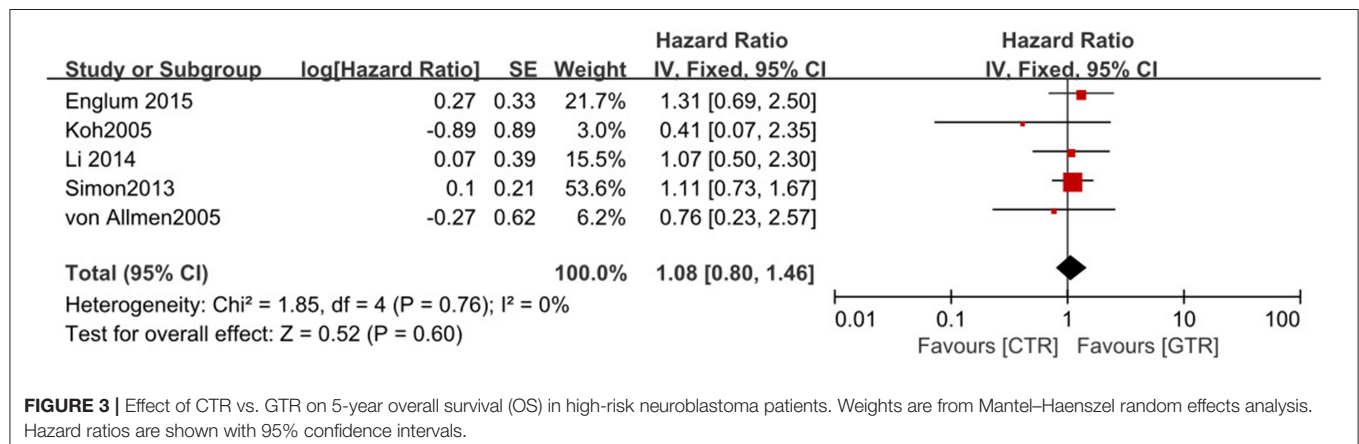 Hazard Ratio Hazard Ratio
Study or Subgroup log[Hazard Ratio] SE Weight IV, Fixed, 95% CI IV, Fixed, 95% CI
Englum 2015 0.27 0.33 21.7% 1.31 [0.69, 2.50]
Koh2005 -0.89 0.89 3.0% 0.41 [0.07, 2.35]
Li 2014 0.07 0.39 15.5% 1.07 [0.50, 2.30]
Simon2013 0.1 0.21 53.6% 1.11 [0.73, 1.67]
von Allmen2005 -0.27 0.62 6.2% 0.76 [0.23, 2.57]
Total (95% CI) 100.0% 1.08 [0.80, 1.46]
Heterogeneity: Chi² = 1.85, df = 4 (P = 0.76); I² = 0%
Test for overall effect: Z = 0.52 (P = 0.60)
0.01 0.1 1 10 100
Favours [CTR] Favours [GTR]
FIGURE 3 | Effect of CTR vs. GTR on 5-year overall survival (OS) in high-risk neuroblastoma patients. Weights are from Mantel–Haenszel random effects analysis.
Hazard ratios are shown with 95% confidence intervals.